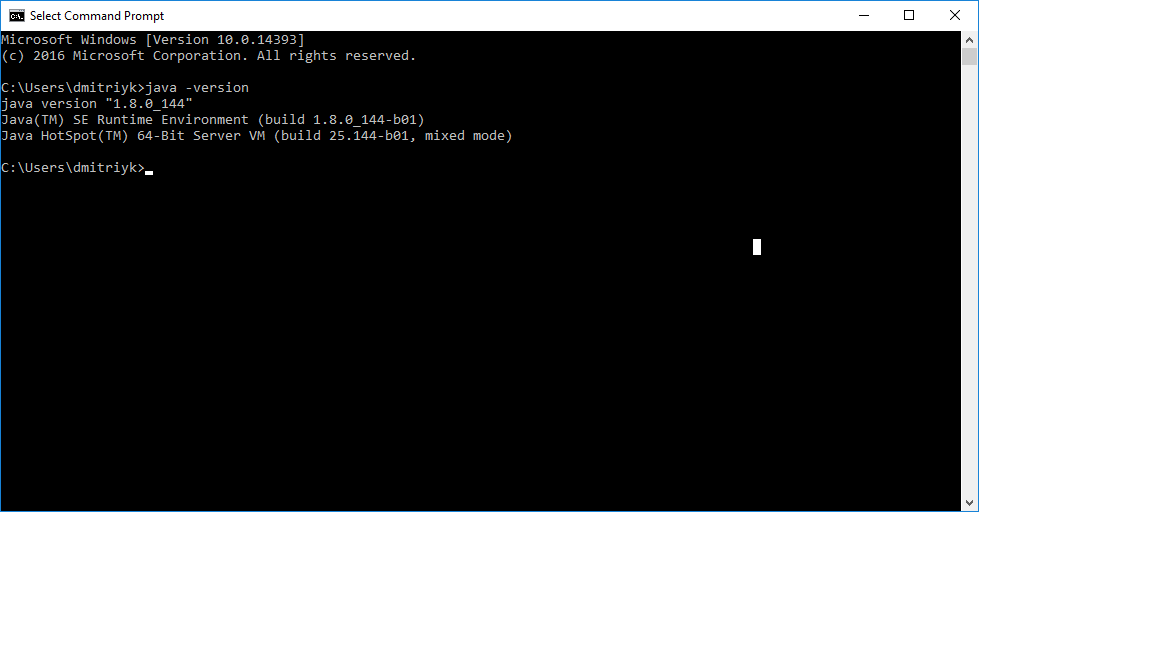 Select Command Prompt
Microsoft Windows [Version 10.0.14393]
(c) 2016 Microsoft Corporation. All rights reserved.
C:\Users\dmitriyk>java -version
java version "1.8.0_144"
Java(TM) SE Runtime Environment (build 1.8.0_144-b01)
Java HotSpot(TM) 64-Bit Server VM (build 25.144-b01, mixed mode)
C:\Users\dmitriyk>